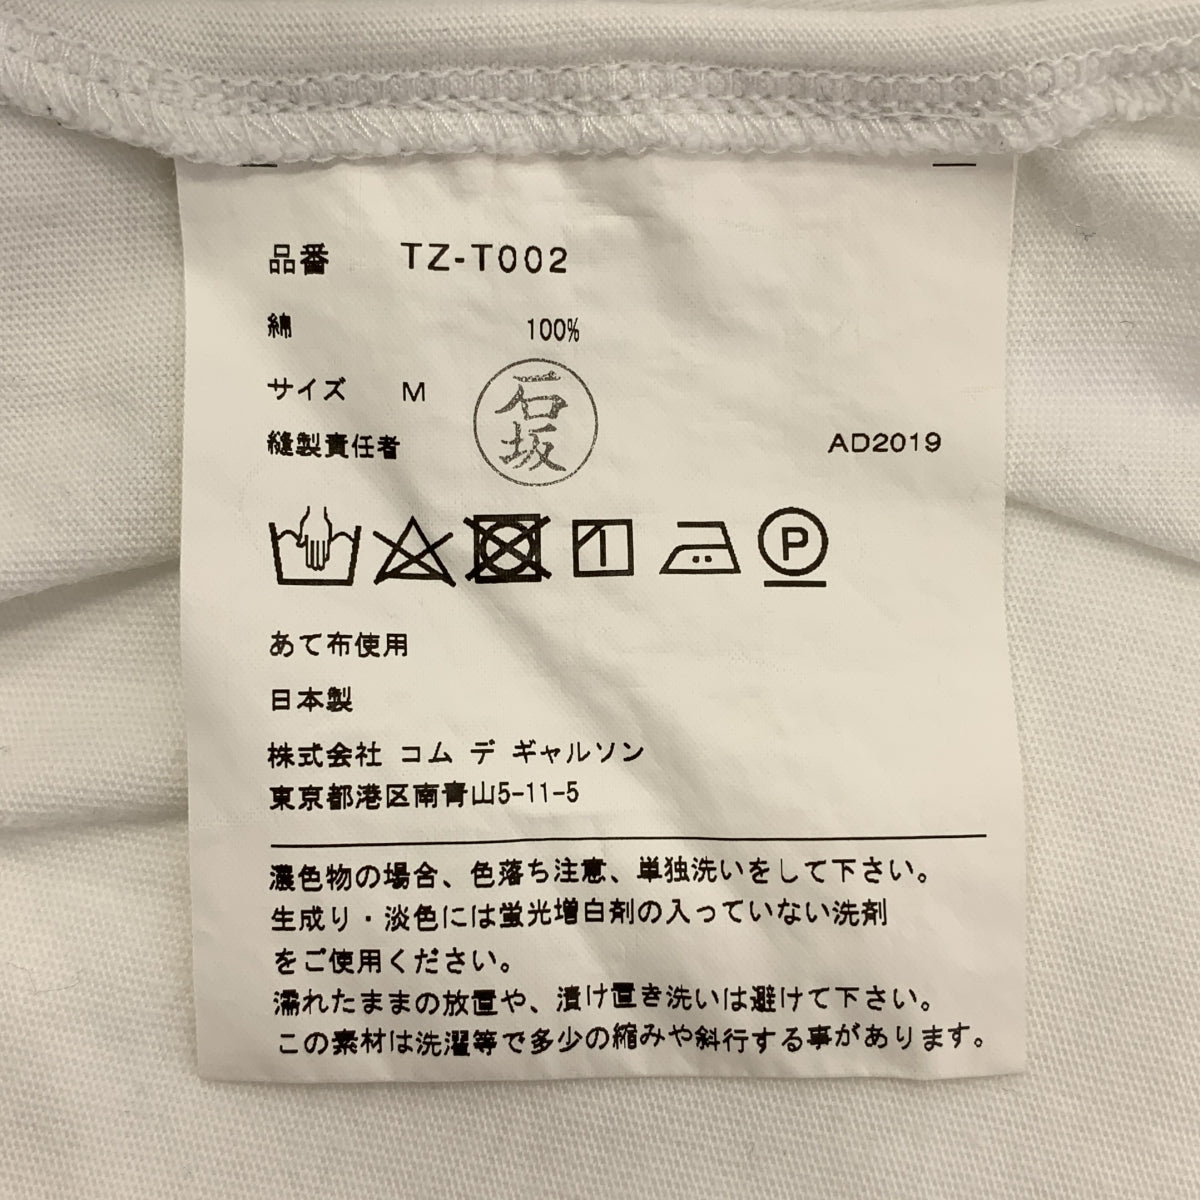 品番 TZ-T002
綿 100%
サイズ M
石坂
縫製責任者 AD2019
P
あて布使用
日本製
株式会社 コム デ ギャルソン
東京都港区南青山5-11-5
濃色物の場合、色落ち注意、単独洗いをして下さい。
生成り・淡色には蛍光増白剤の入っていない洗剤
をご使用ください。
濡れたままの放置や、漬け置き洗いは避けて下さい。
この素材は洗濯等で多少の縮みや斜行する事があります。